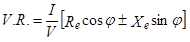 V.R. = I/V [R_e cos φ ± X_e sin φ]